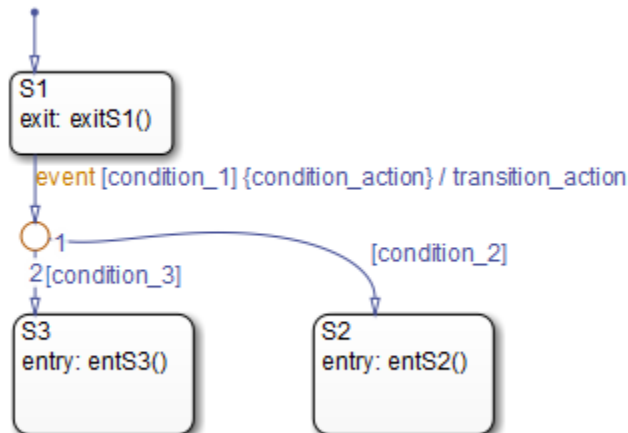 S1
exit: exitS1()
event [condition_1] {condition_action} / transition_action
1
[condition_2]
2 [condition_3]
S3
entry: entS3()
S2
entry: entS2()